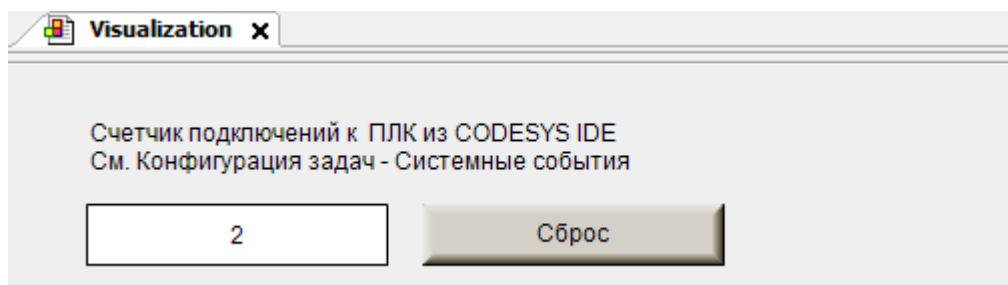 Visualization
Счетчик подключений к ПЛК из CODESYS IDE
См. Конфигурация задач - Системные события
2 Сброс